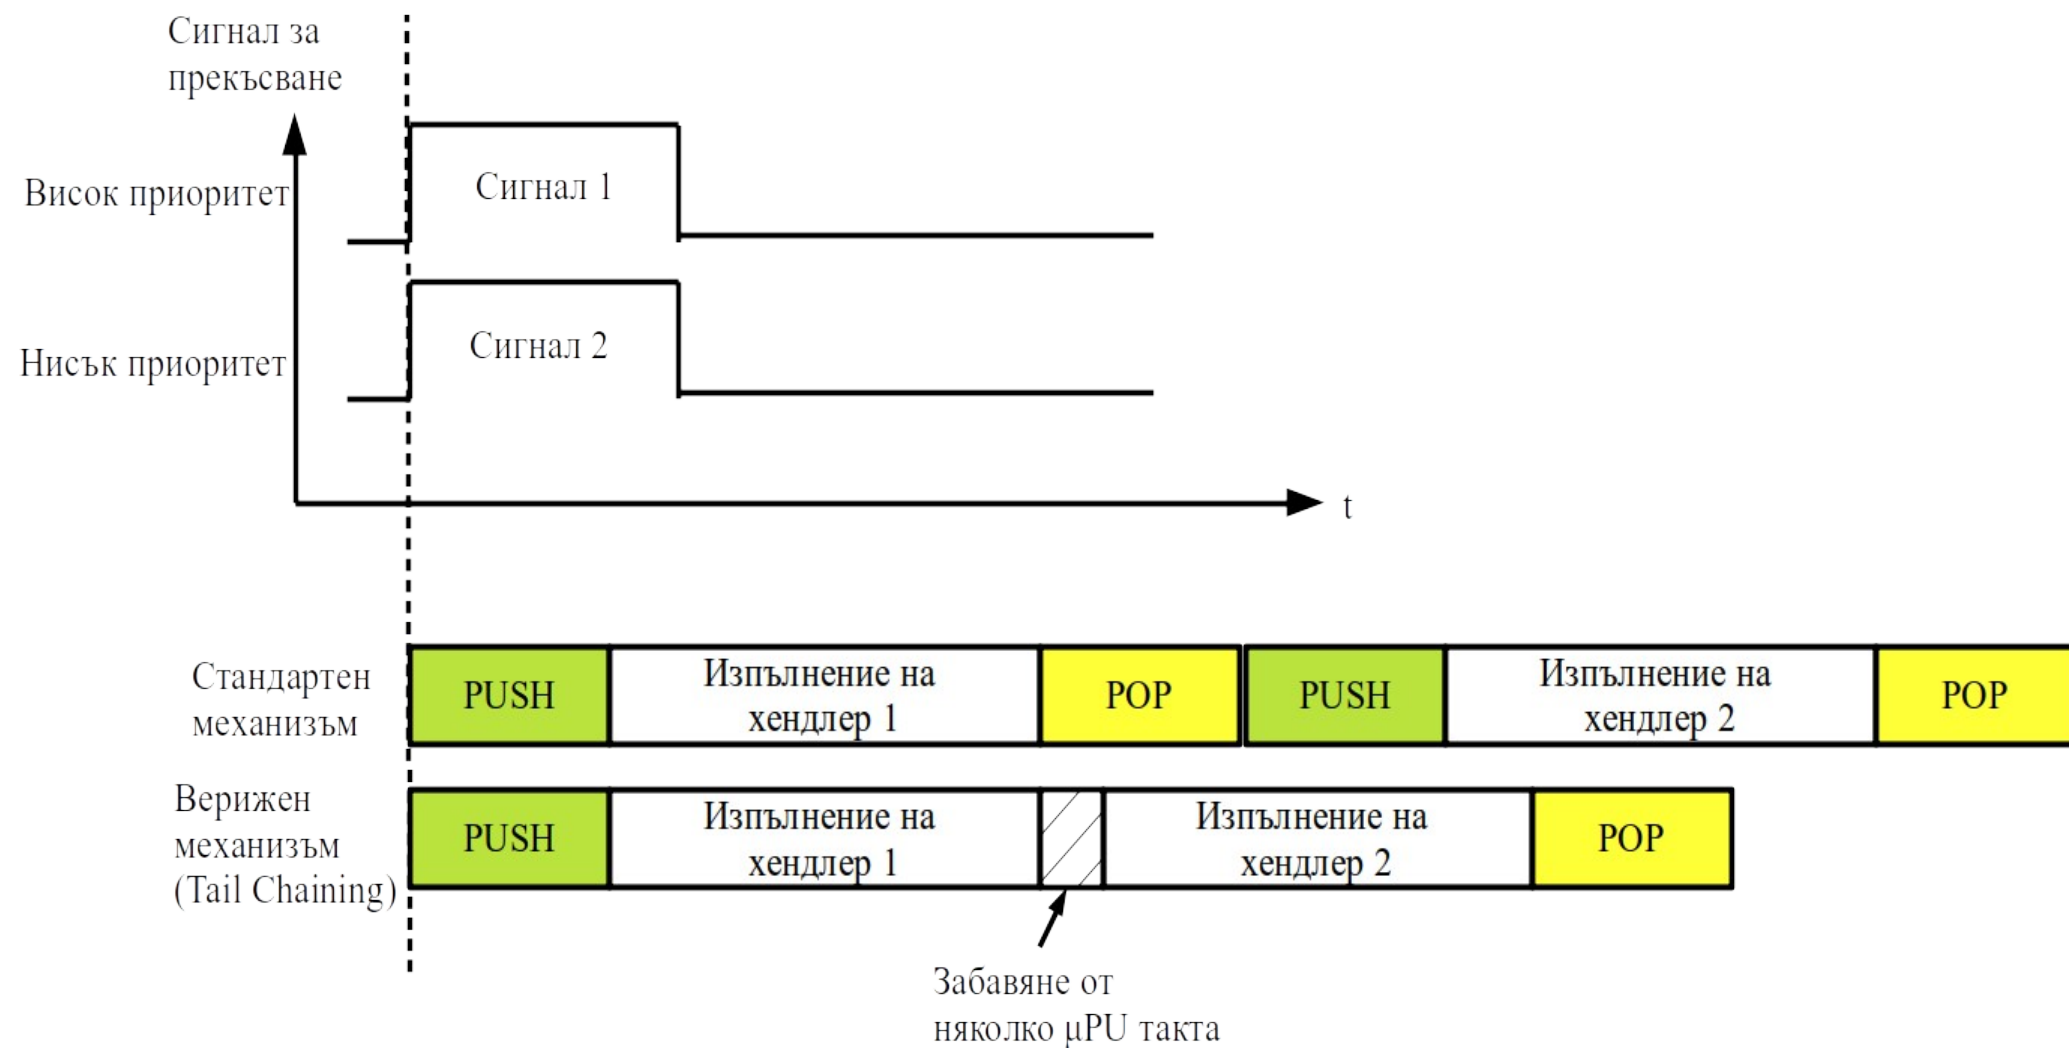 Сигнал за
прекъсване
Висок приоритет
Сигнал 1
Нисък приоритет
Сигнал 2
t
Стандартен
механизъм
PUSH
Изпълнение на
хендлер 1
POP
PUSH
Изпълнение на
хендлер 2
POP
Верижен
механизъм
(Tail Chaining)
PUSH
Изпълнение на
хендлер 1
Изпълнение на
хендлер 2
POP
Забавяне от
няколко μPU такта